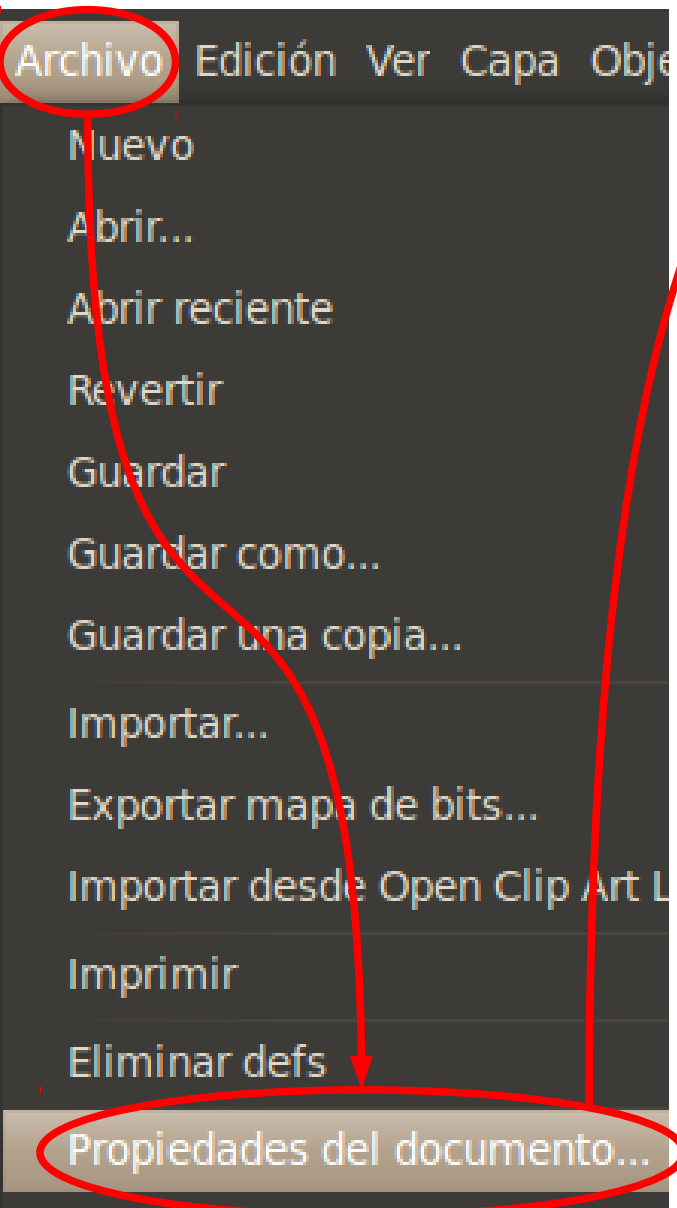 Archivo Edición Ver Capa Obje
Nuevo
Abrir...
Abrir reciente
Revertir
Guardar
Guardar como...
Guardar una copia...
Importar...
Exportar mapa de bits...
Importar desde Open Clip Art L
Imprimir
Eliminar defs
Propiedades del documento...